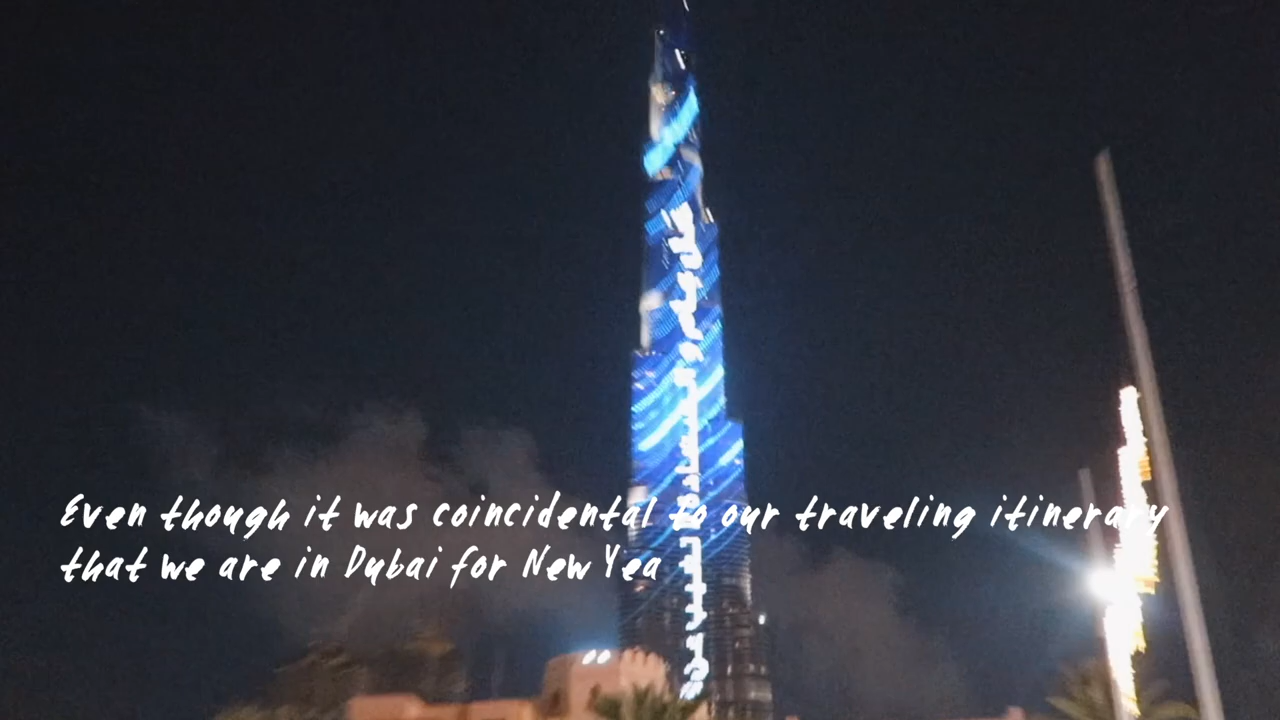 Even though it was coincidental to our traveling itinerary
that we are in Dubai for New Yea